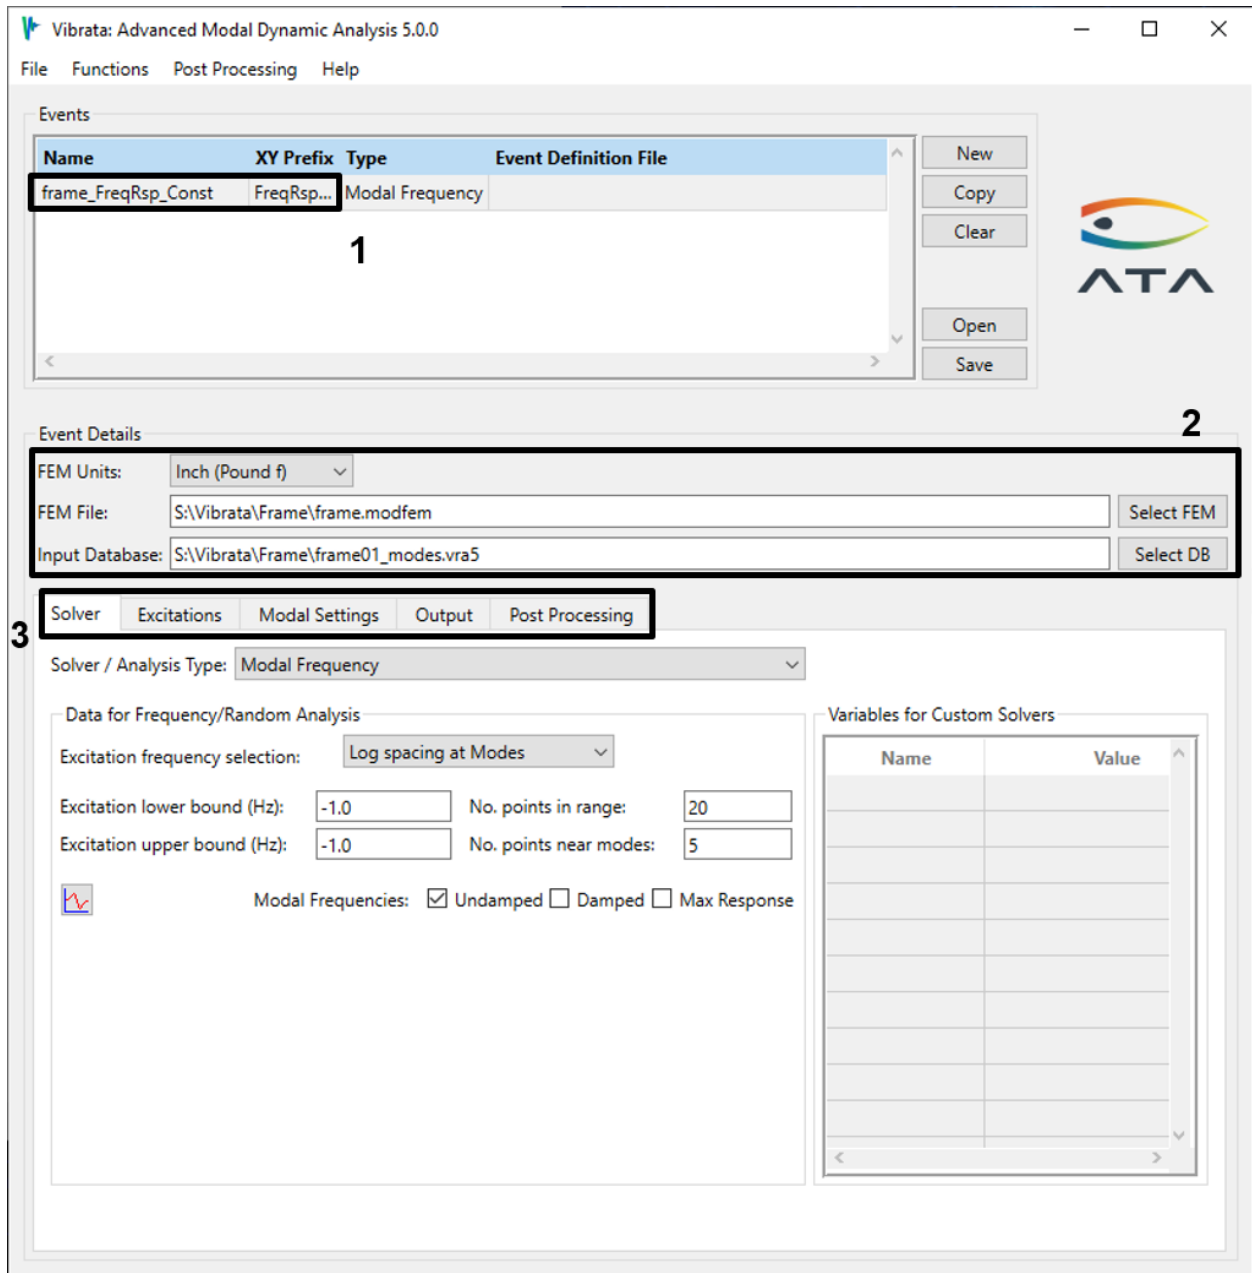 Vibrata: Advanced Modal Dynamic Analysis 5.0.0
File Functions Post Processing Help
Events
Name XY Prefix Type Event Definition File
frame_FreqRsp_Const FreqRsp... Modal Frequency
1
New
Copy
Clear
Open
Save
ATA
Event Details
2
FEM Units: Inch (Pound f)
FEM File: S:\Vibrata\Frame\frame.modfem Select FEM
Input Database: S:\Vibrata\Frame\frame01_modes.vra5 Select DB
3
Solver Excitations Modal Settings Output Post Processing
Solver / Analysis Type: Modal Frequency
Data for Frequency/Random Analysis
Excitation frequency selection: Log spacing at Modes
Excitation lower bound (Hz): -1.0 No. points in range: 20
Excitation upper bound (Hz): -1.0 No. points near modes: 5
Modal Frequencies: Undamped Damped Max Response
Variables for Custom Solvers
Name Value